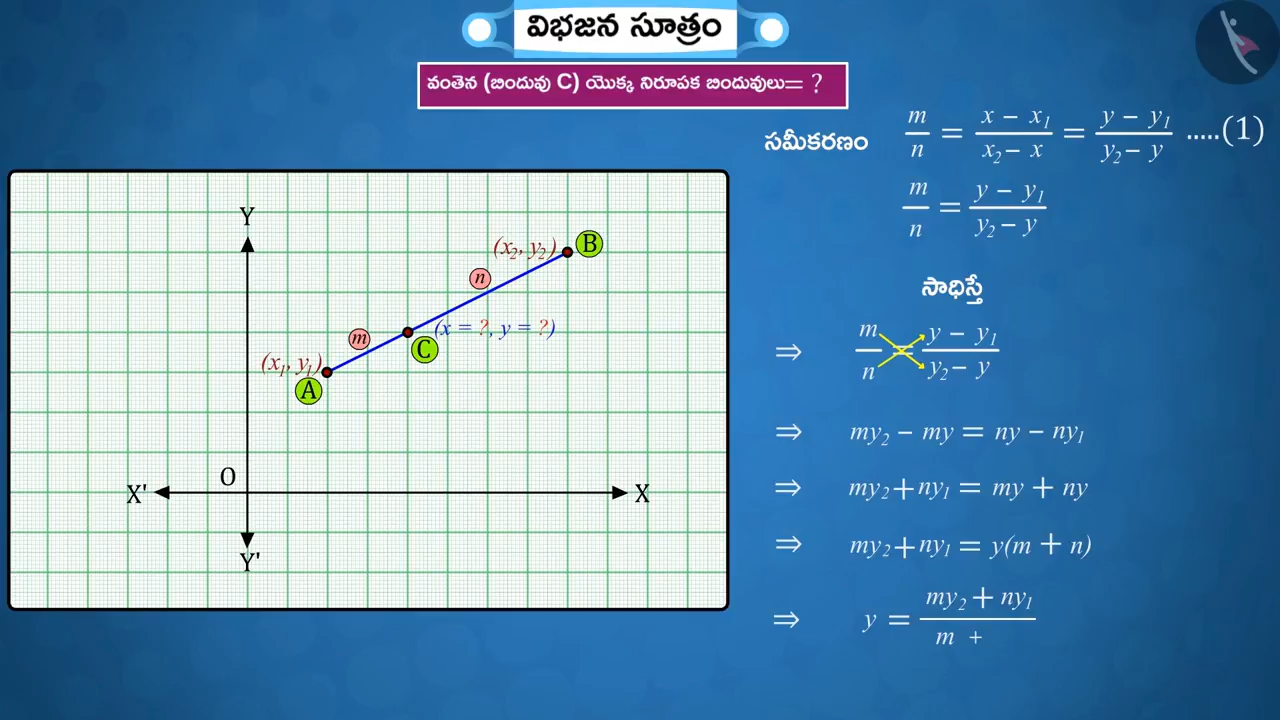 విభజన సూత్రం
వంతెన (బిందువు C) యొక్క నిరూపక బిందువులు= ?
సమీకరణం m/n = (x − x₁)/(x₂ − x) = (y − y₁)/(y₂ − y) .....(1)
m/n = (y − y₁)/(y₂ − y)
సాధిస్తే
⇒ m/n = (y − y₁)/(y₂ − y)
⇒ my₂ − my = ny − ny₁
⇒ my₂ + ny₁ = my + ny
⇒ my₂ + ny₁ = y(m + n)
⇒ y = (my₂ + ny₁)/(m +
Y
(x₂, y₂) B
n
m (x = ?, y = ?)
C
(x₁, y₁)
A
O
X' X
Y'